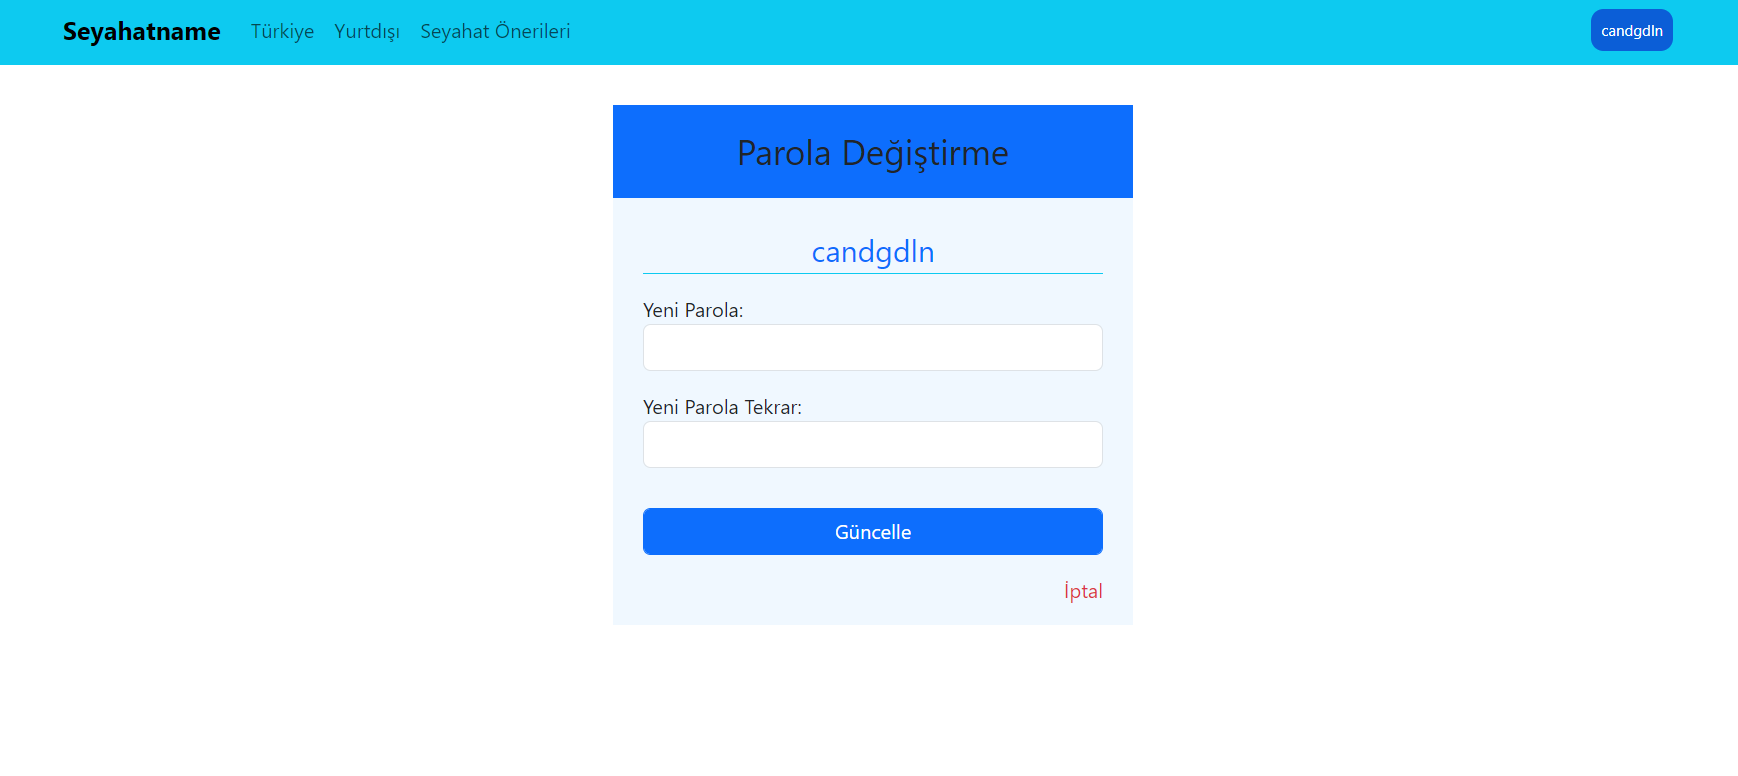 Seyahatname Türkiye Yurtdışı Seyahat Önerileri candgdln
Parola Değiştirme
candgdln
Yeni Parola:
Yeni Parola Tekrar:
Güncelle
İptal